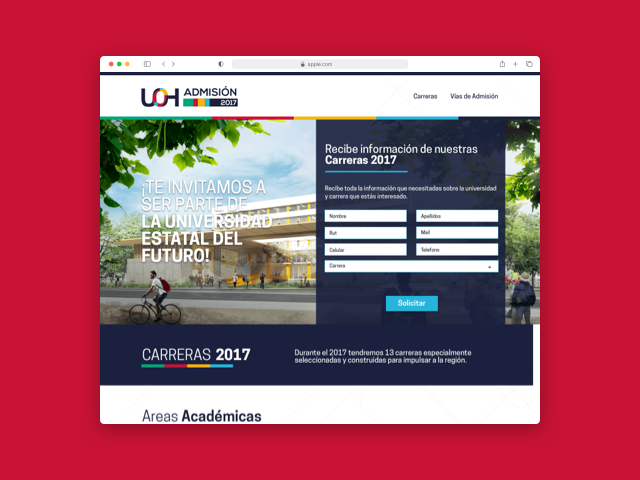 apple.com
UOH ADMISIÓN
2017
Carreras Vías de Admisión
¡TE INVITAMOS A
SER PARTE DE
LA UNIVERSIDAD
ESTATAL DEL
FUTURO!
Recibe información de nuestras
Carreras 2017
Recibe toda la información que necesitadas sobre la universidad
y carrera que estás interesado.
Nombre Apellidos
Rut Mail
Celular Telefono
Carrera
Solicitar
CARRERAS 2017
Durante el 2017 tendremos 13 carreras especialmente
seleccionadas y construidas para impulsar a la región.
Areas Académicas